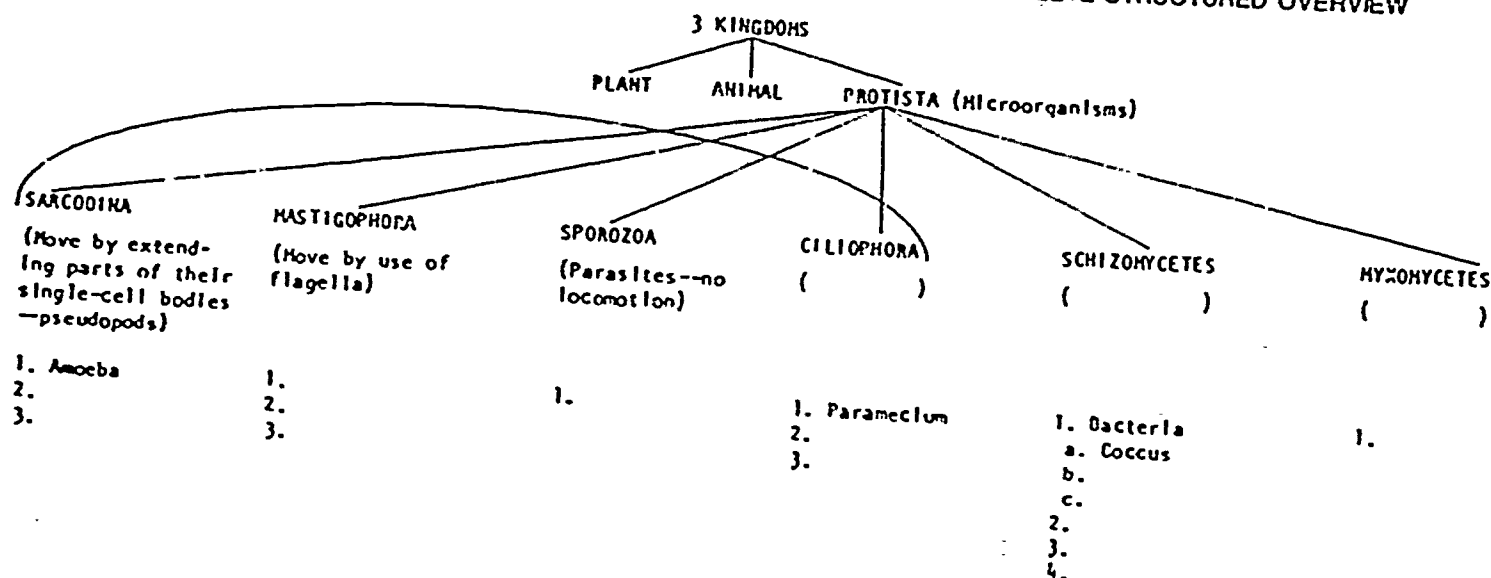 STRUCTURED OVERVIEW
3 KINGDOMS
PLANT
ANIMAL
PROTISTA (Microorganisms)
SARCODINA
(Move by extend-
ing parts of their
single-cell bodies
—pseudopods)
1. Amoeba
2.
3.
MASTIGOPHORA
(Move by use of
flagella)
1.
2.
3.
SPOROZOA
(Parasites--no
locomotion)
1.
CILIOPHORA
( )
1. Paramecium
2.
3.
SCHIZOMYCETES
( )
1. Bacteria
a. Coccus
b.
c.
2.
3.
4.
MYXOMYCETES
( )
1.